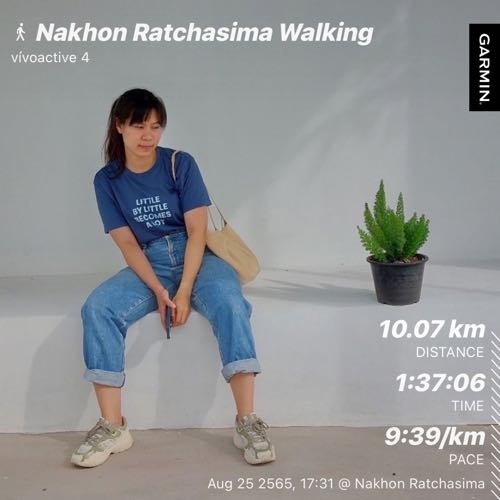 Nakhon Ratchasima Walking
vívoactive 4
GARMIN.
LITTLE
BY LITTLE
BECOMES
A LOT
10.07 km
DISTANCE
1:37:06
TIME
9:39/km
PACE
Aug 25 2565, 17:31 @ Nakhon Ratchasima